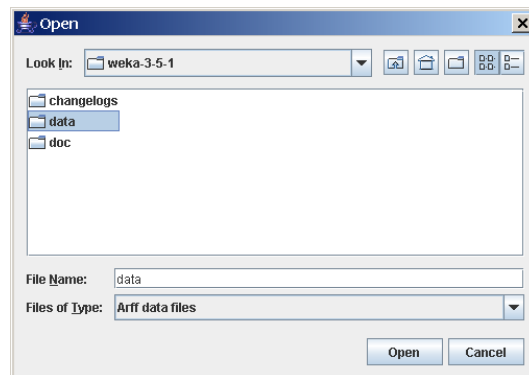 Open
Look In: weka-3-5-1
changelogs
data
doc
File Name: data
Files of Type: Arff data files
Open Cancel